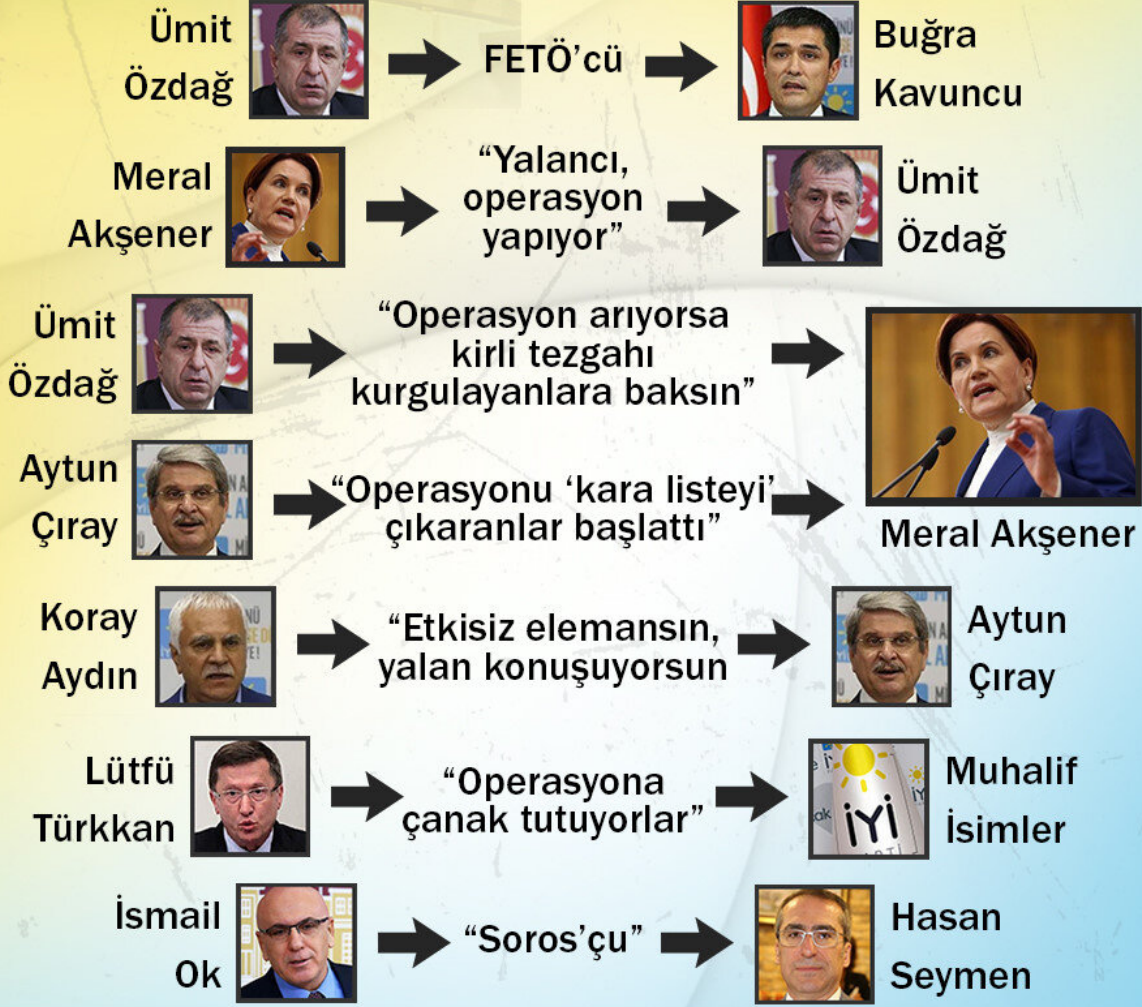 Ümit
Özdağ
FETÖ'cü
Buğra
Kavuncu
Meral
Akşener
“Yalancı,
operasyon
yapıyor”
Ümit
Özdağ
Ümit
Özdağ
“Operasyon arıyorsa
kirli tezgahı
kurgulayanlara baksın”
Aytun
Çıray
“Operasyonu ‘kara listeyi’
çıkaranlar başlattı”
Meral Akşener
Koray
Aydın
“Etkisiz elemansın,
yalan konuşuyorsun
Aytun
Çıray
Lütfü
Türkkan
“Operasyona
çanak tutuyorlar”
iYi
Muhalif
İsimler
İsmail
Ok
“Soros’çu”
Hasan
Seymen